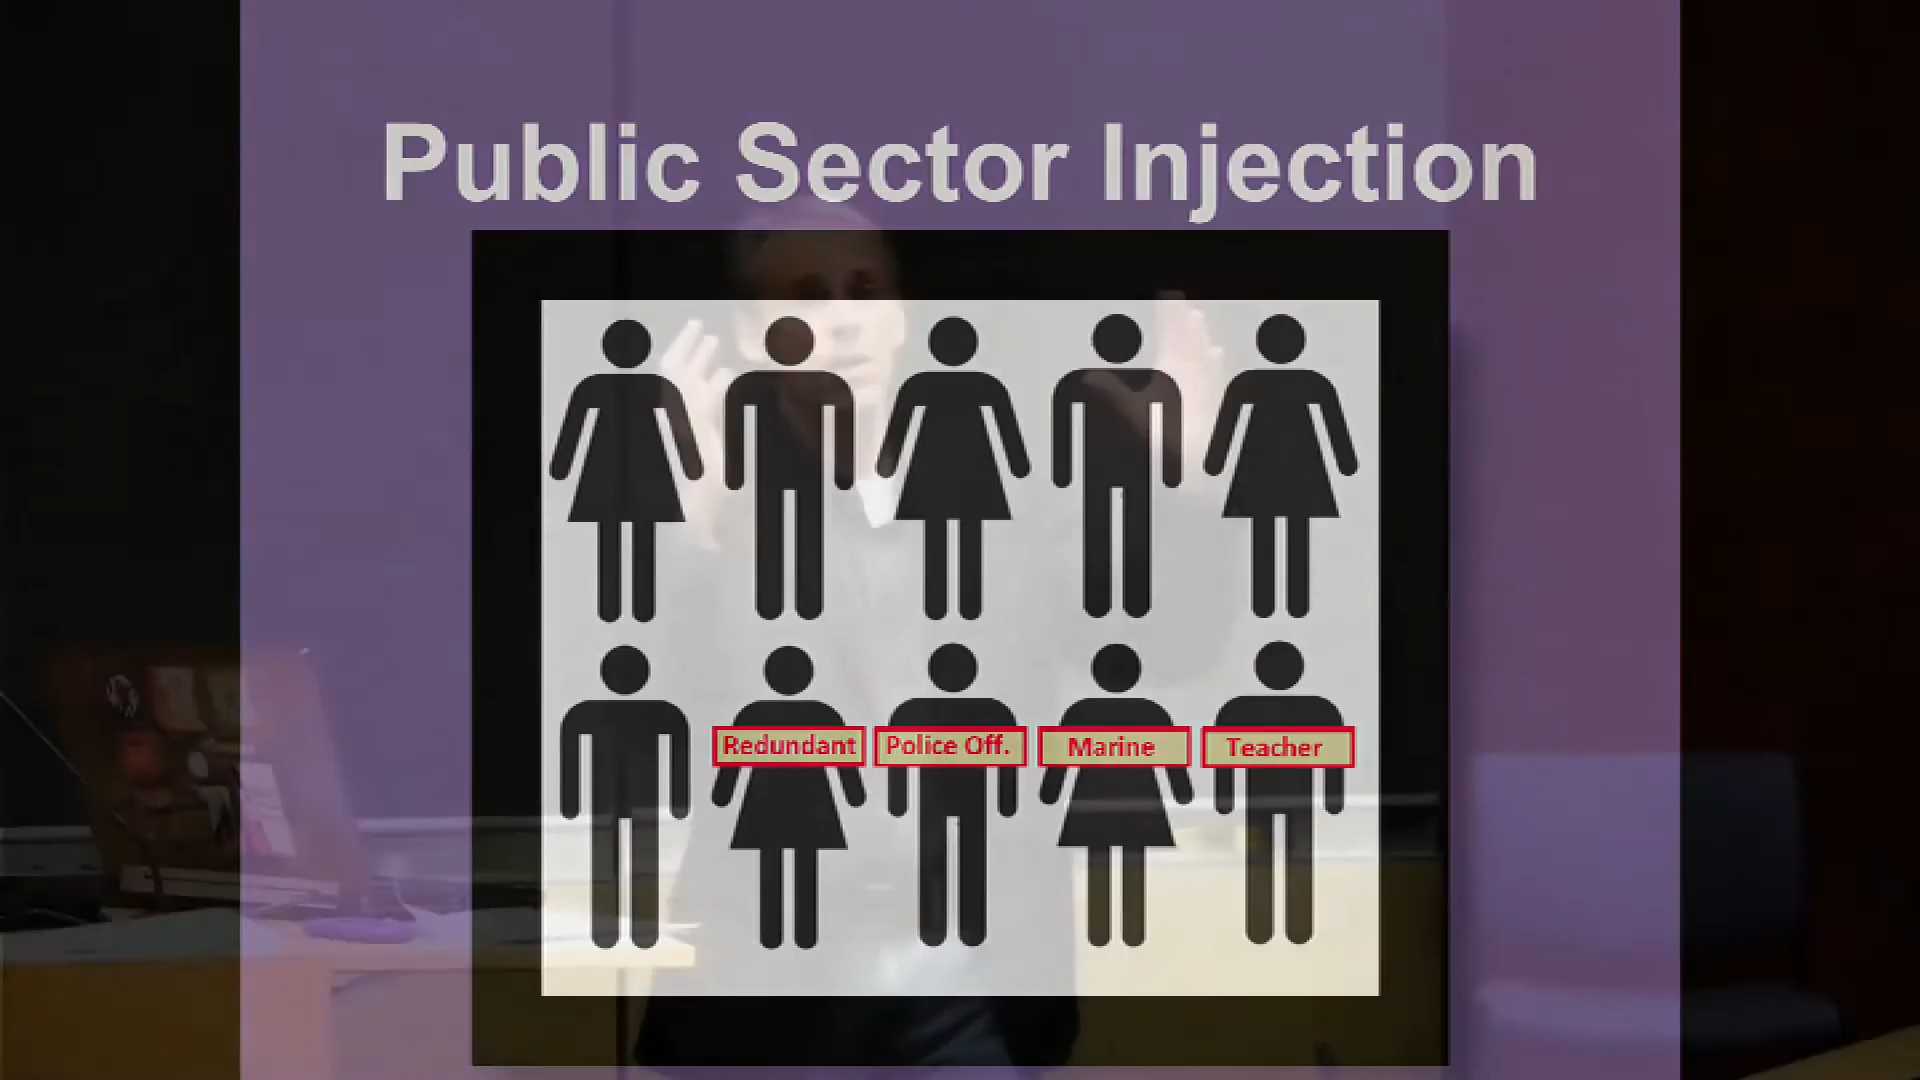 Public Sector Injection
Redundant Police Off. Marine Teacher